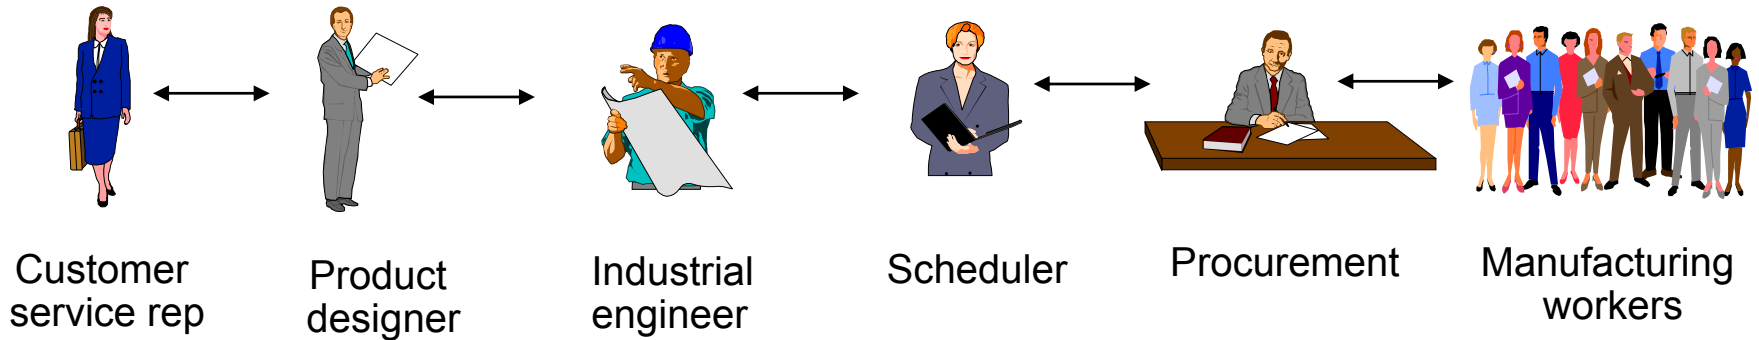 Customer
service rep
Product
designer
Industrial
engineer
Scheduler
Procurement
Manufacturing
workers